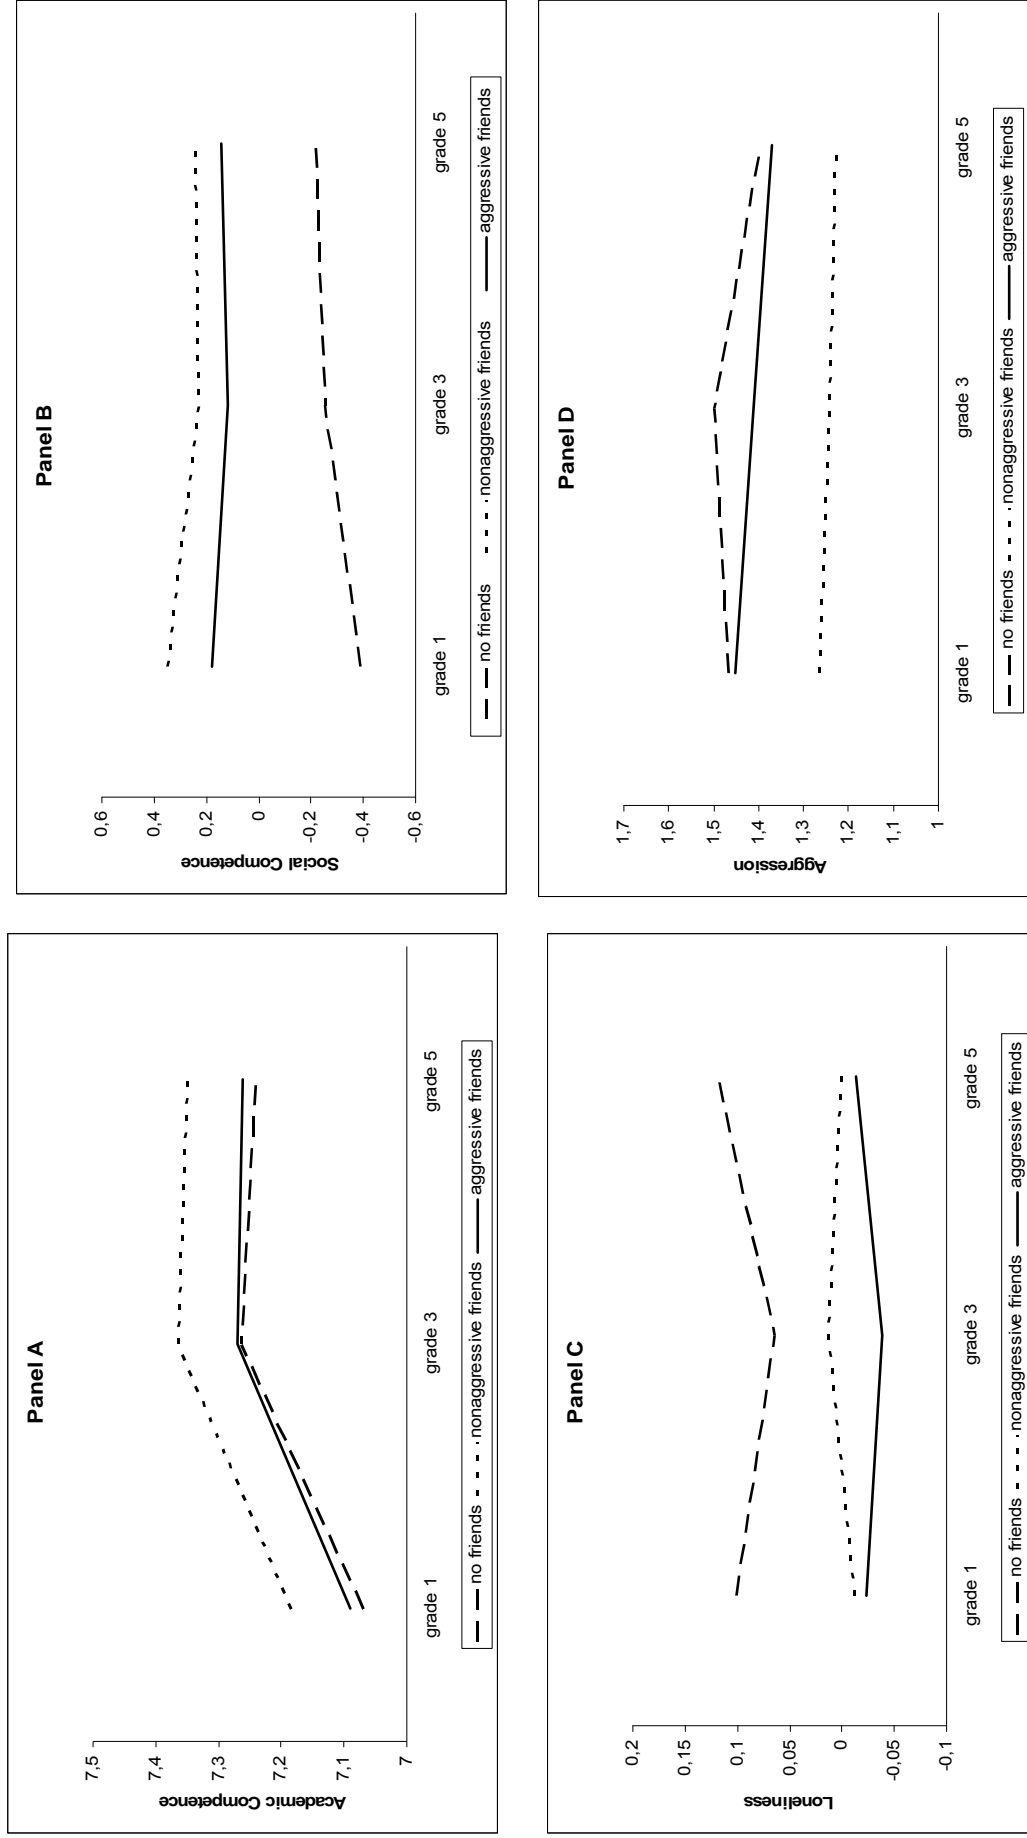 Panel A
Academic Competence
7,5
7,4
7,3
7,2
7,1
7
grade 1
grade 3
grade 5
no friends
nonaggressive friends
aggressive friends
Panel B
Social Competence
0,6
0,4
0,2
0
-0,2
-0,4
-0,6
grade 1
grade 3
grade 5
no friends
nonaggressive friends
aggressive friends
Panel C
Loneliness
0,2
0,15
0,1
0,05
0
-0,05
-0,1
grade 1
grade 3
grade 5
no friends
nonaggressive friends
aggressive friends
Panel D
Aggression
1,7
1,6
1,5
1,4
1,3
1,2
1,1
1
grade 1
grade 3
grade 5
no friends
nonaggressive friends
aggressive friends